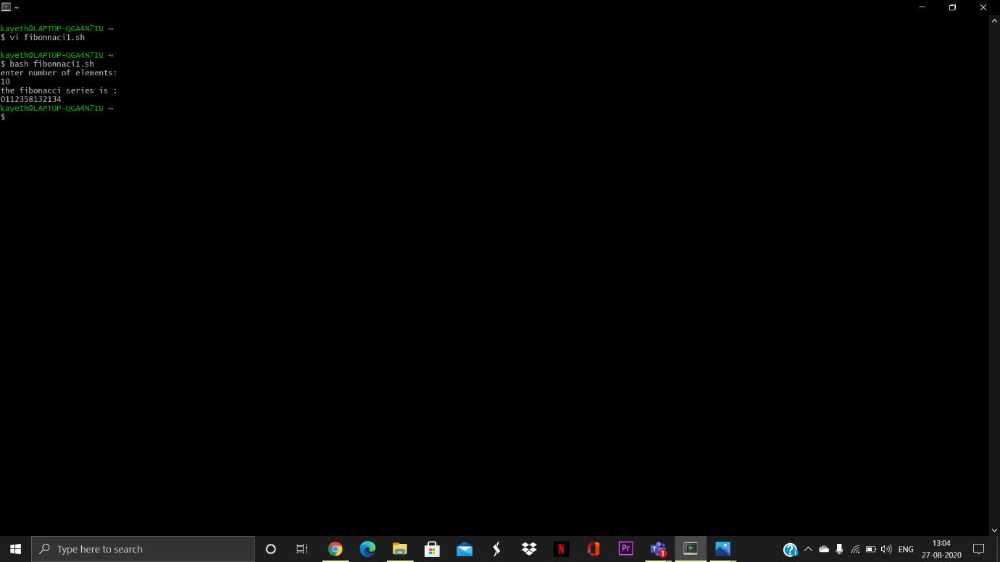 ~
kayeth@LAPTOP-QGA4N7IU ~
$ vi fibonnaci1.sh
kayeth@LAPTOP-QGA4N7IU ~
$ bash fibonnaci1.sh
enter number of elements:
10
the fibonacci series is :
0112358132134
kayeth@LAPTOP-QGA4N7IU ~
$
Type here to search
N
Pr
T
1
?
ENG
13:04
27-08-2020